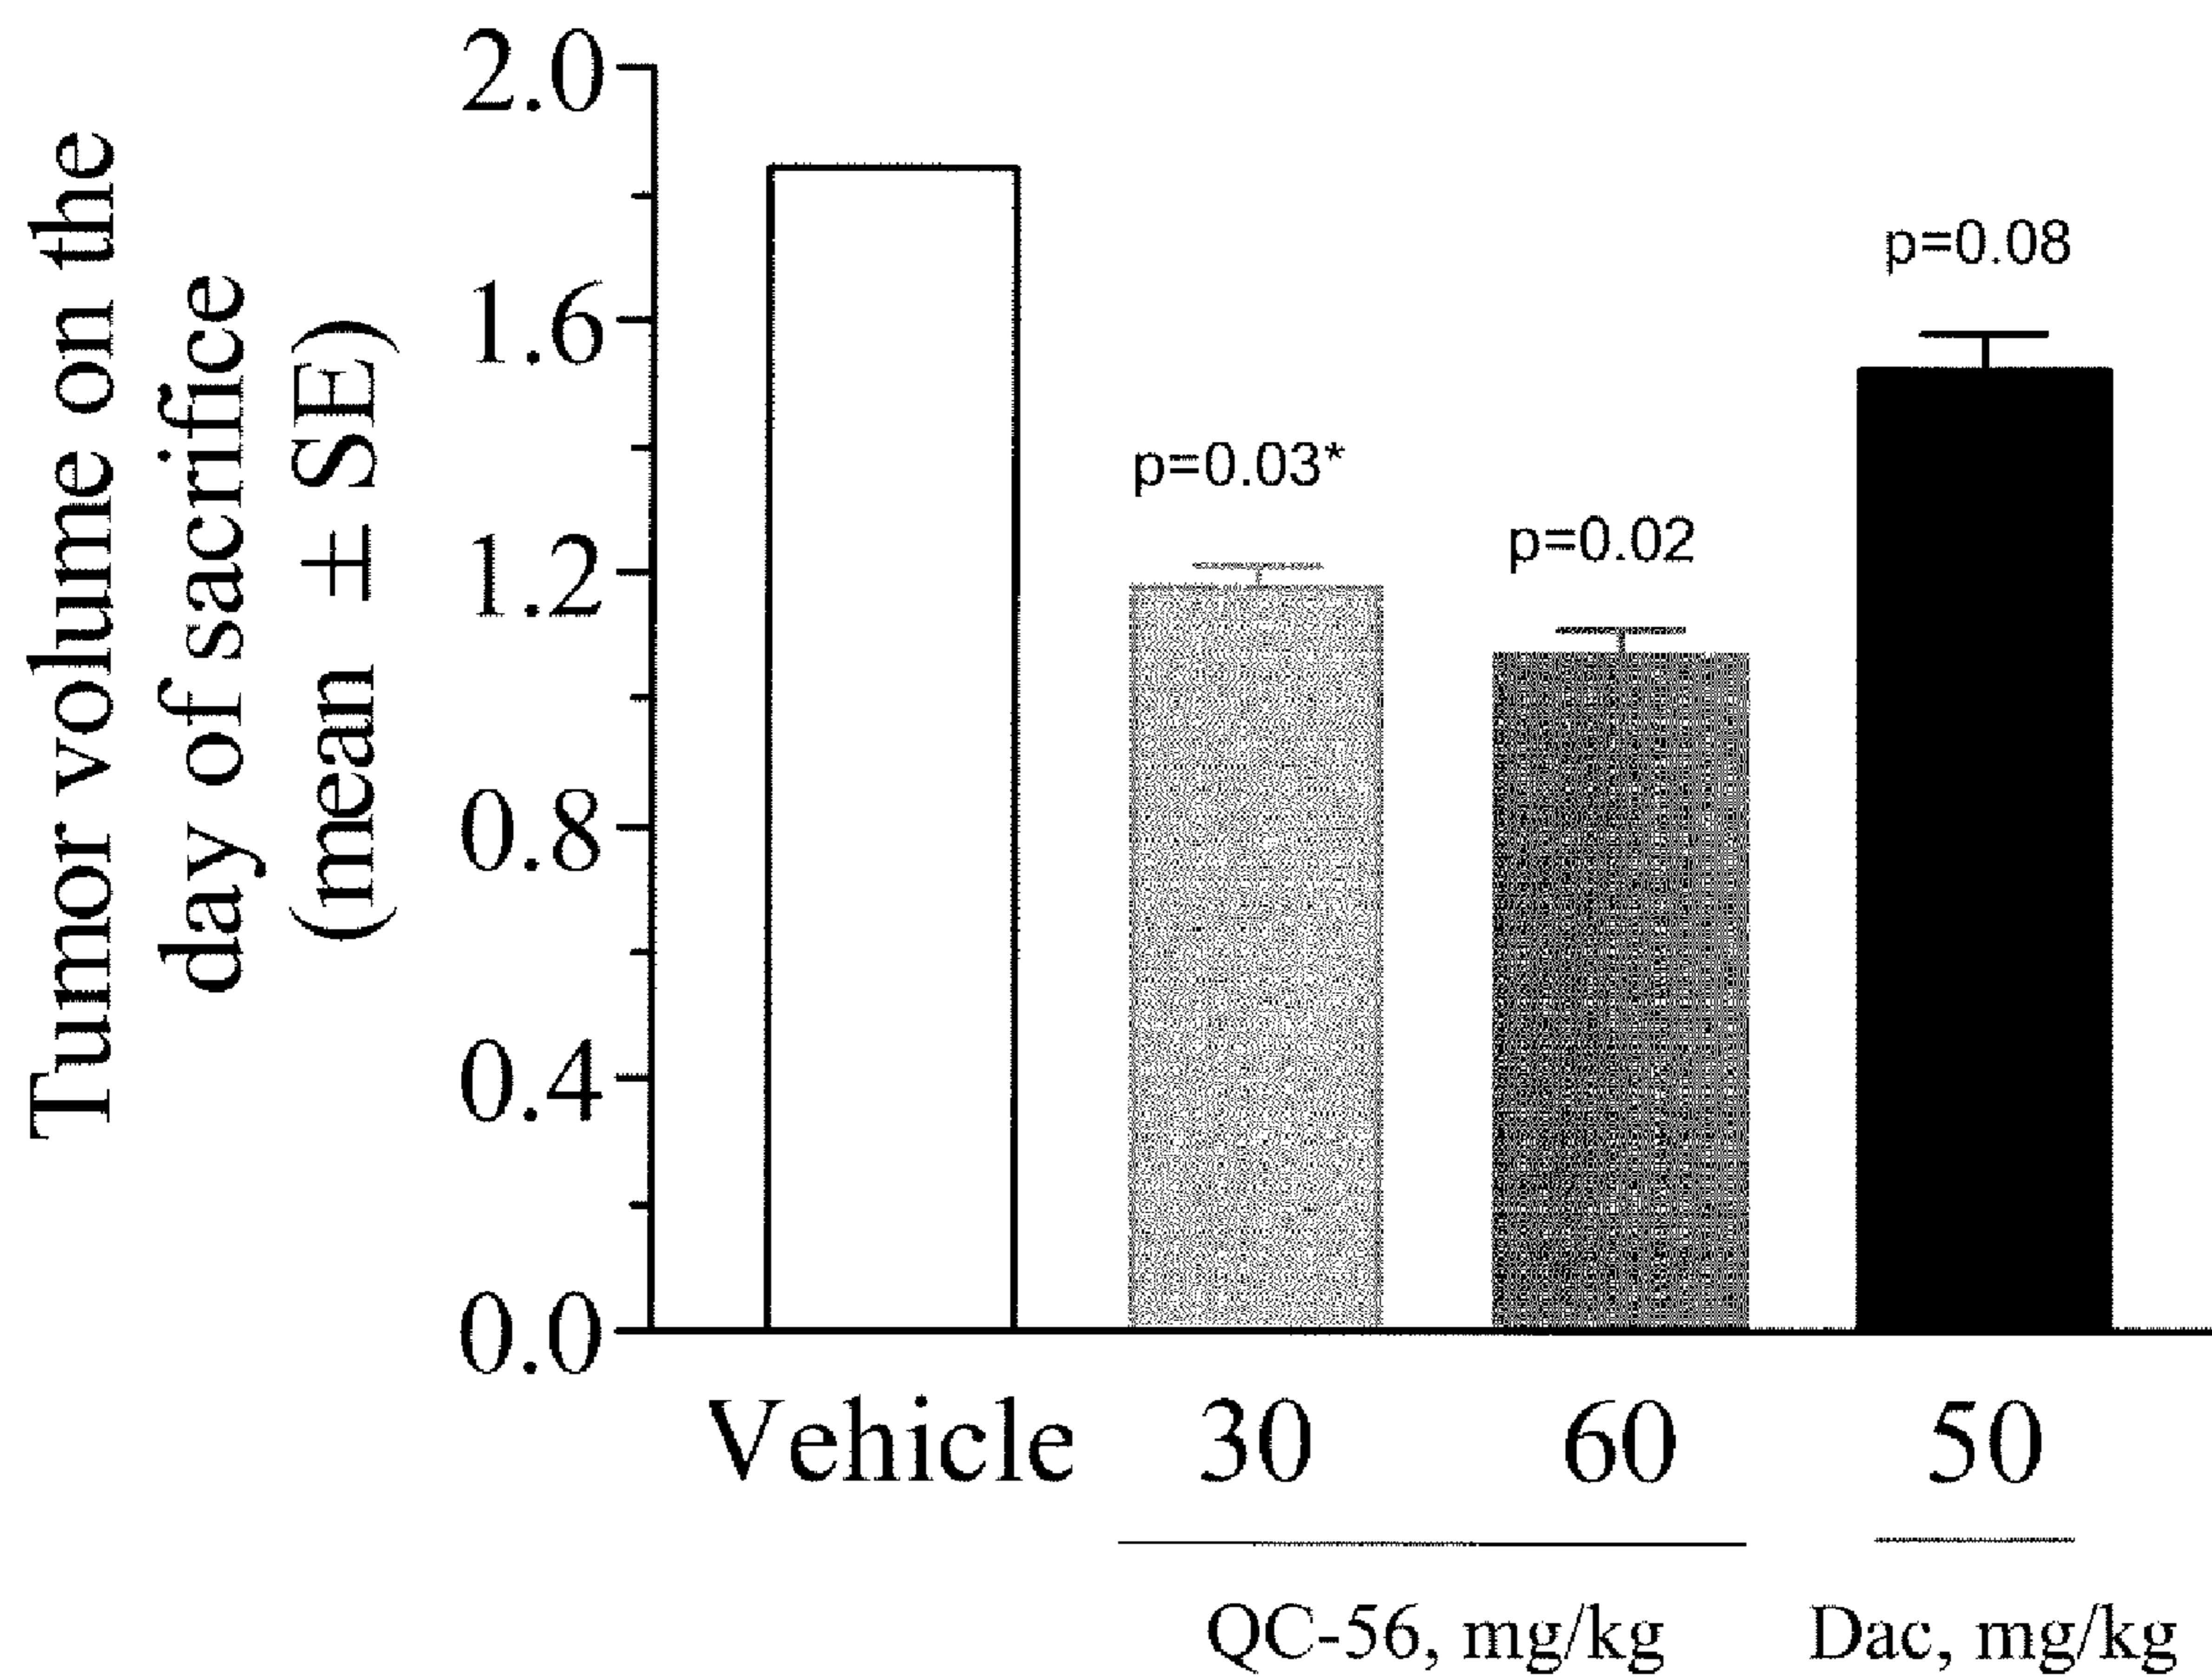 Tumor volume on the
day of sacrifice
(mean ± SE)
2.0
1.6
1.2
0.8
0.4
0.0
p=0.03*
p=0.02
p=0.08
Vehicle 30 60 50
QC-56, mg/kg Dac, mg/kg